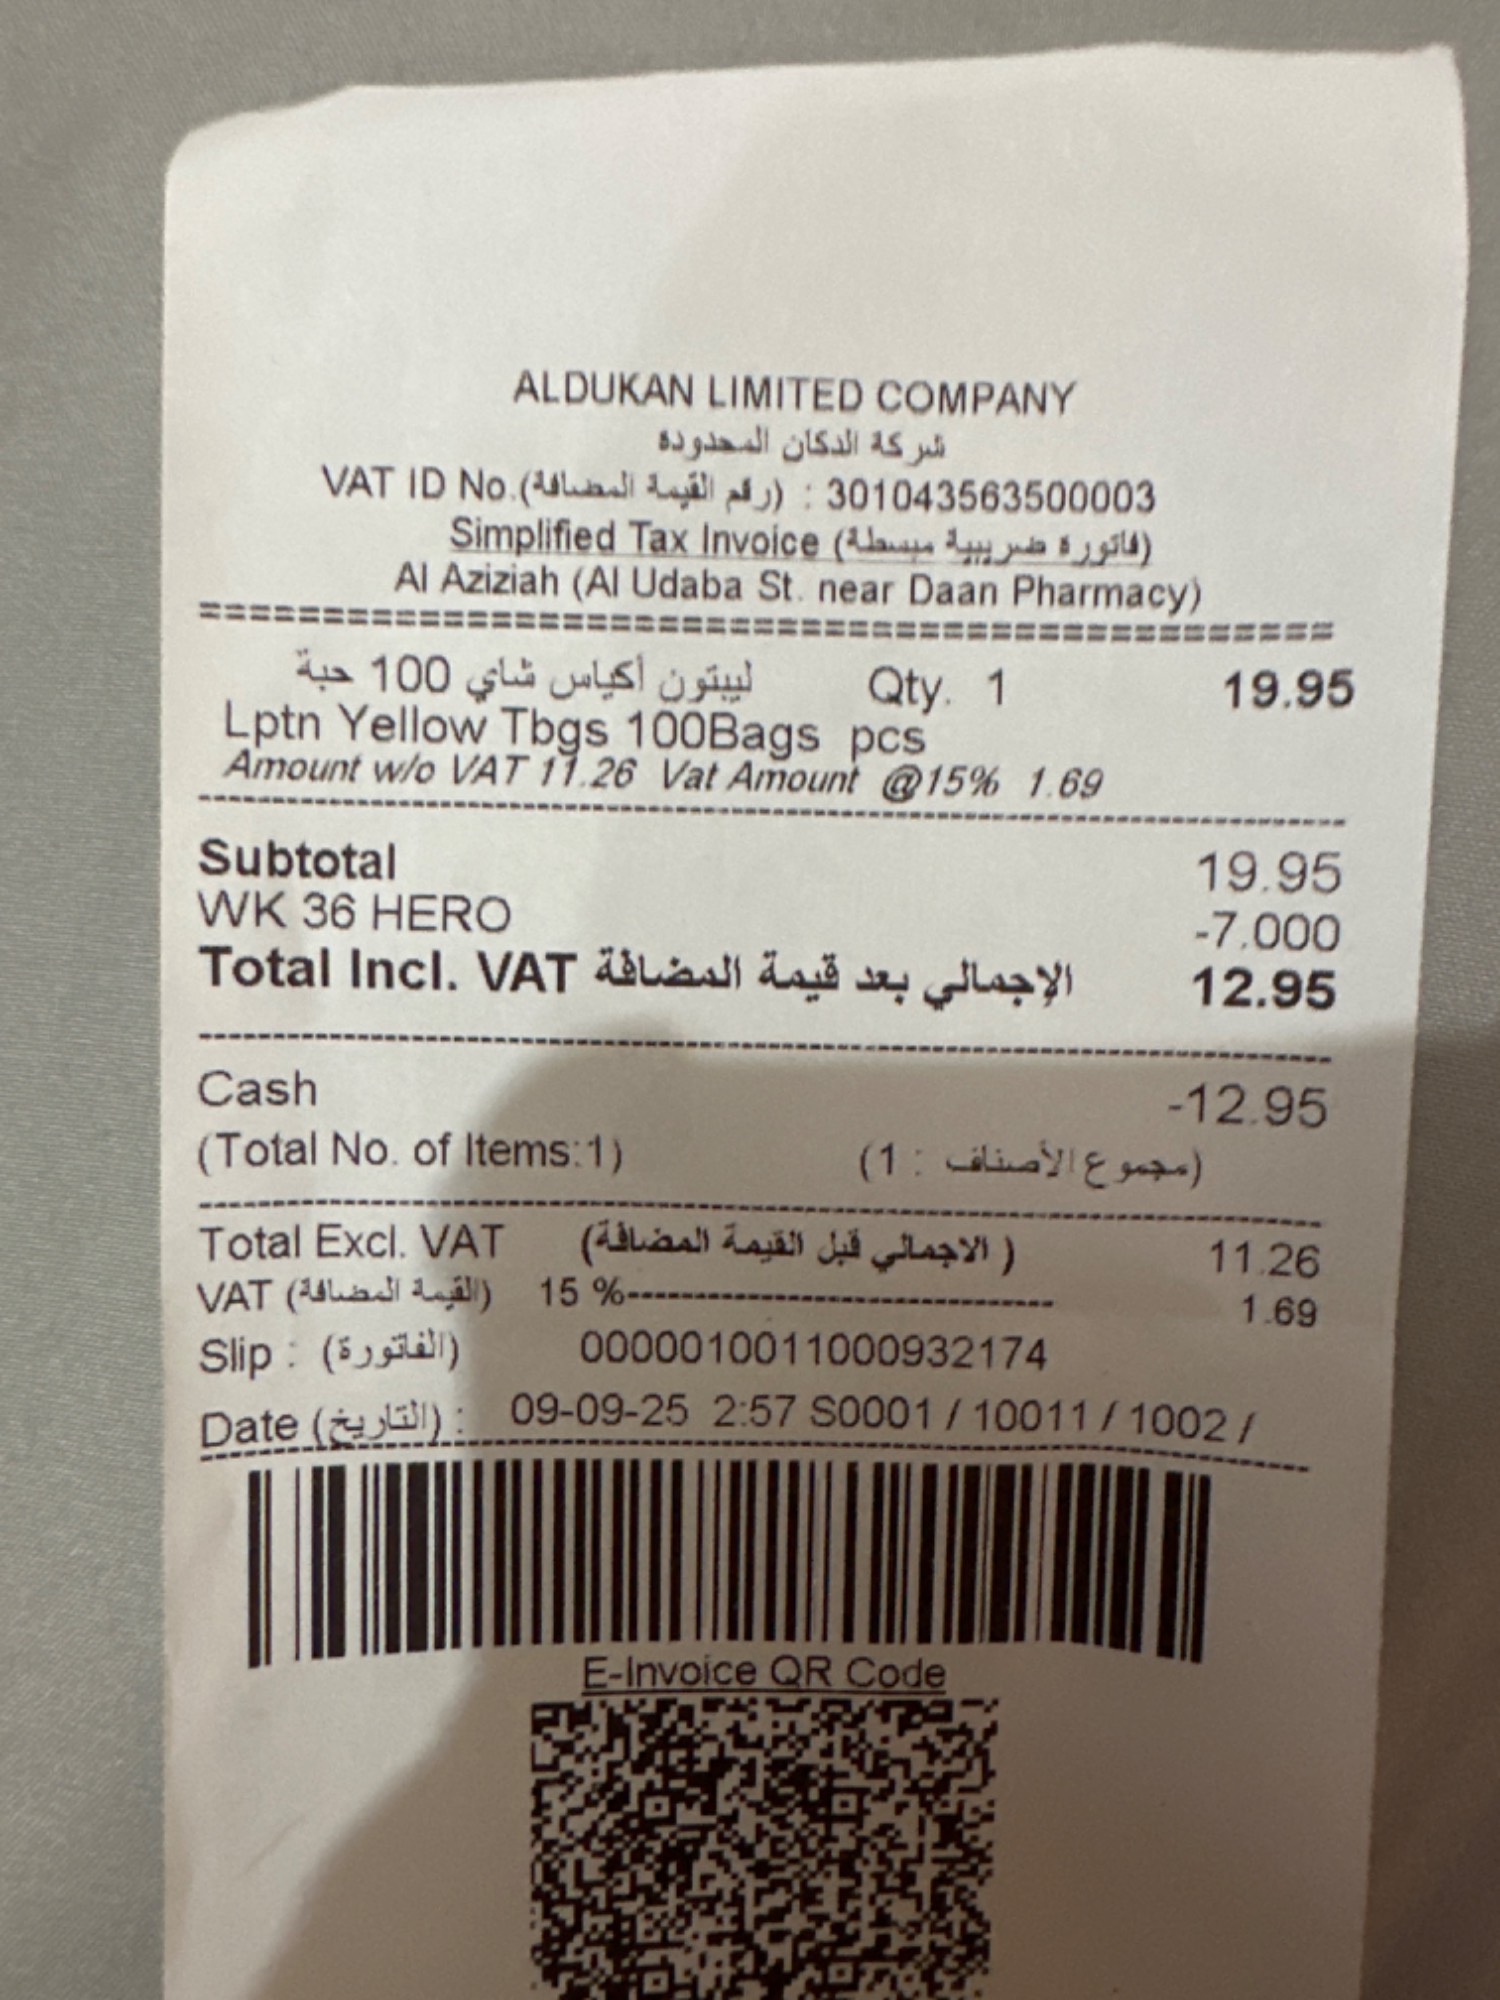 ALDUKAN LIMITED COMPANY
شركة الدكان المحدودة
VAT ID No.(رقم القيمة المضافة) : 301043563500003
Simplified Tax Invoice (فاتورة ضريبية مبسطة)
Al Aziziah (Al Udaba St. near Daan Pharmacy)
ليبتون أكياس شاي 100 حبة Qty. 1 19.95
Lptn Yellow Tbgs 100Bags pcs
Amount w/o VAT 11.26 Vat Amount @15% 1.69
Subtotal 19.95
WK 36 HERO -7.000
Total Incl. VAT الإجمالي بعد قيمة المضافة 12.95
Cash -12.95
(Total No. of Items:1) (مجموع الأصناف : 1)
Total Excl. VAT (الاجمالي قبل القيمة المضافة ) 11.26
VAT (القيمة المضافة) 15 %----------------------------------- 1.69
Slip : (الفاتورة) 0000010011000932174
Date (التاريخ) : 09-09-25 2:57 S0001 / 10011 / 1002 /
E-Invoice QR Code